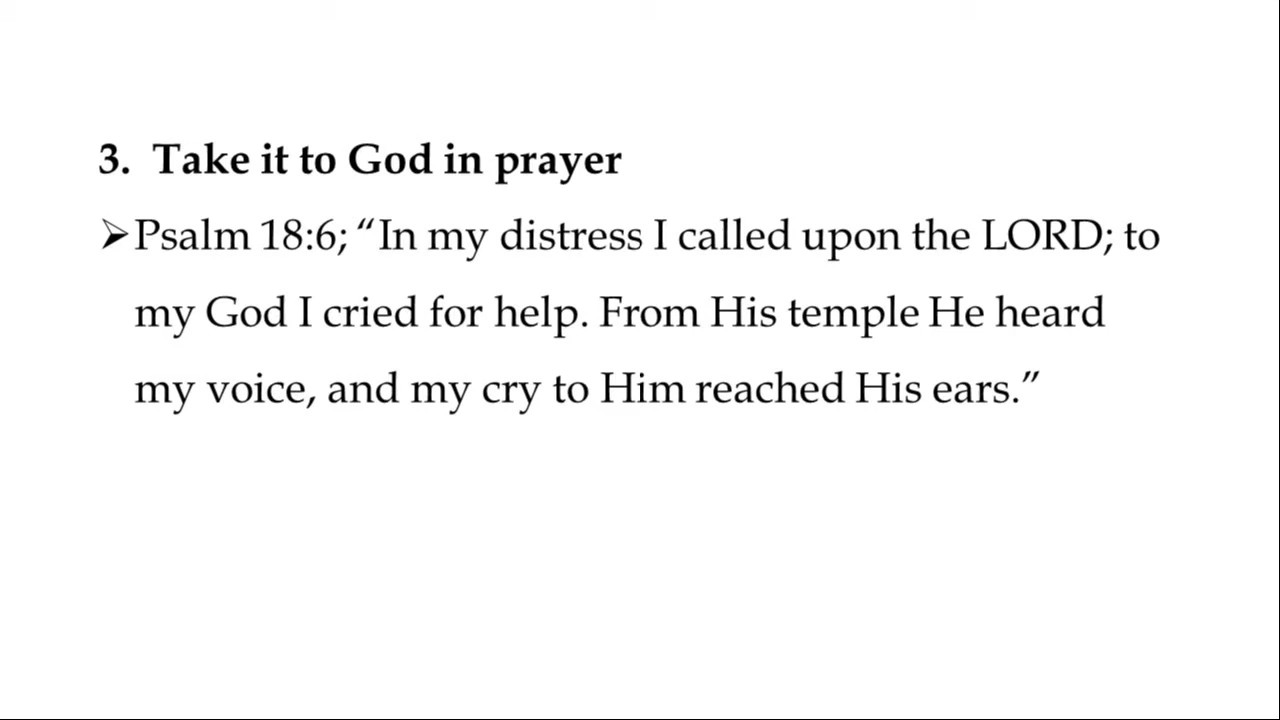 3. Take it to God in prayer
➢Psalm 18:6; “In my distress I called upon the LORD; to
my God I cried for help. From His temple He heard
my voice, and my cry to Him reached His ears.”